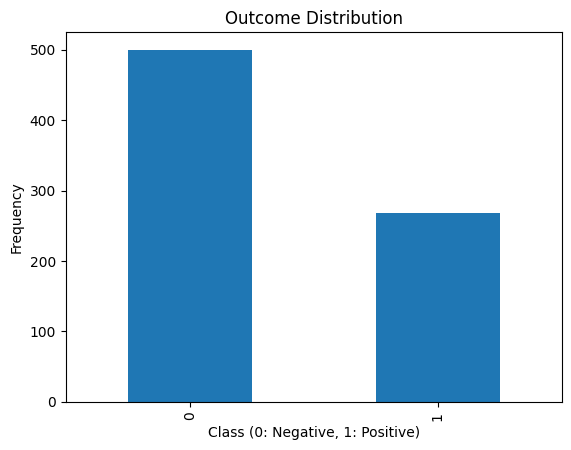 Outcome Distribution
500
400
300
200
100
0
Frequency
0
1
Class (0: Negative, 1: Positive)